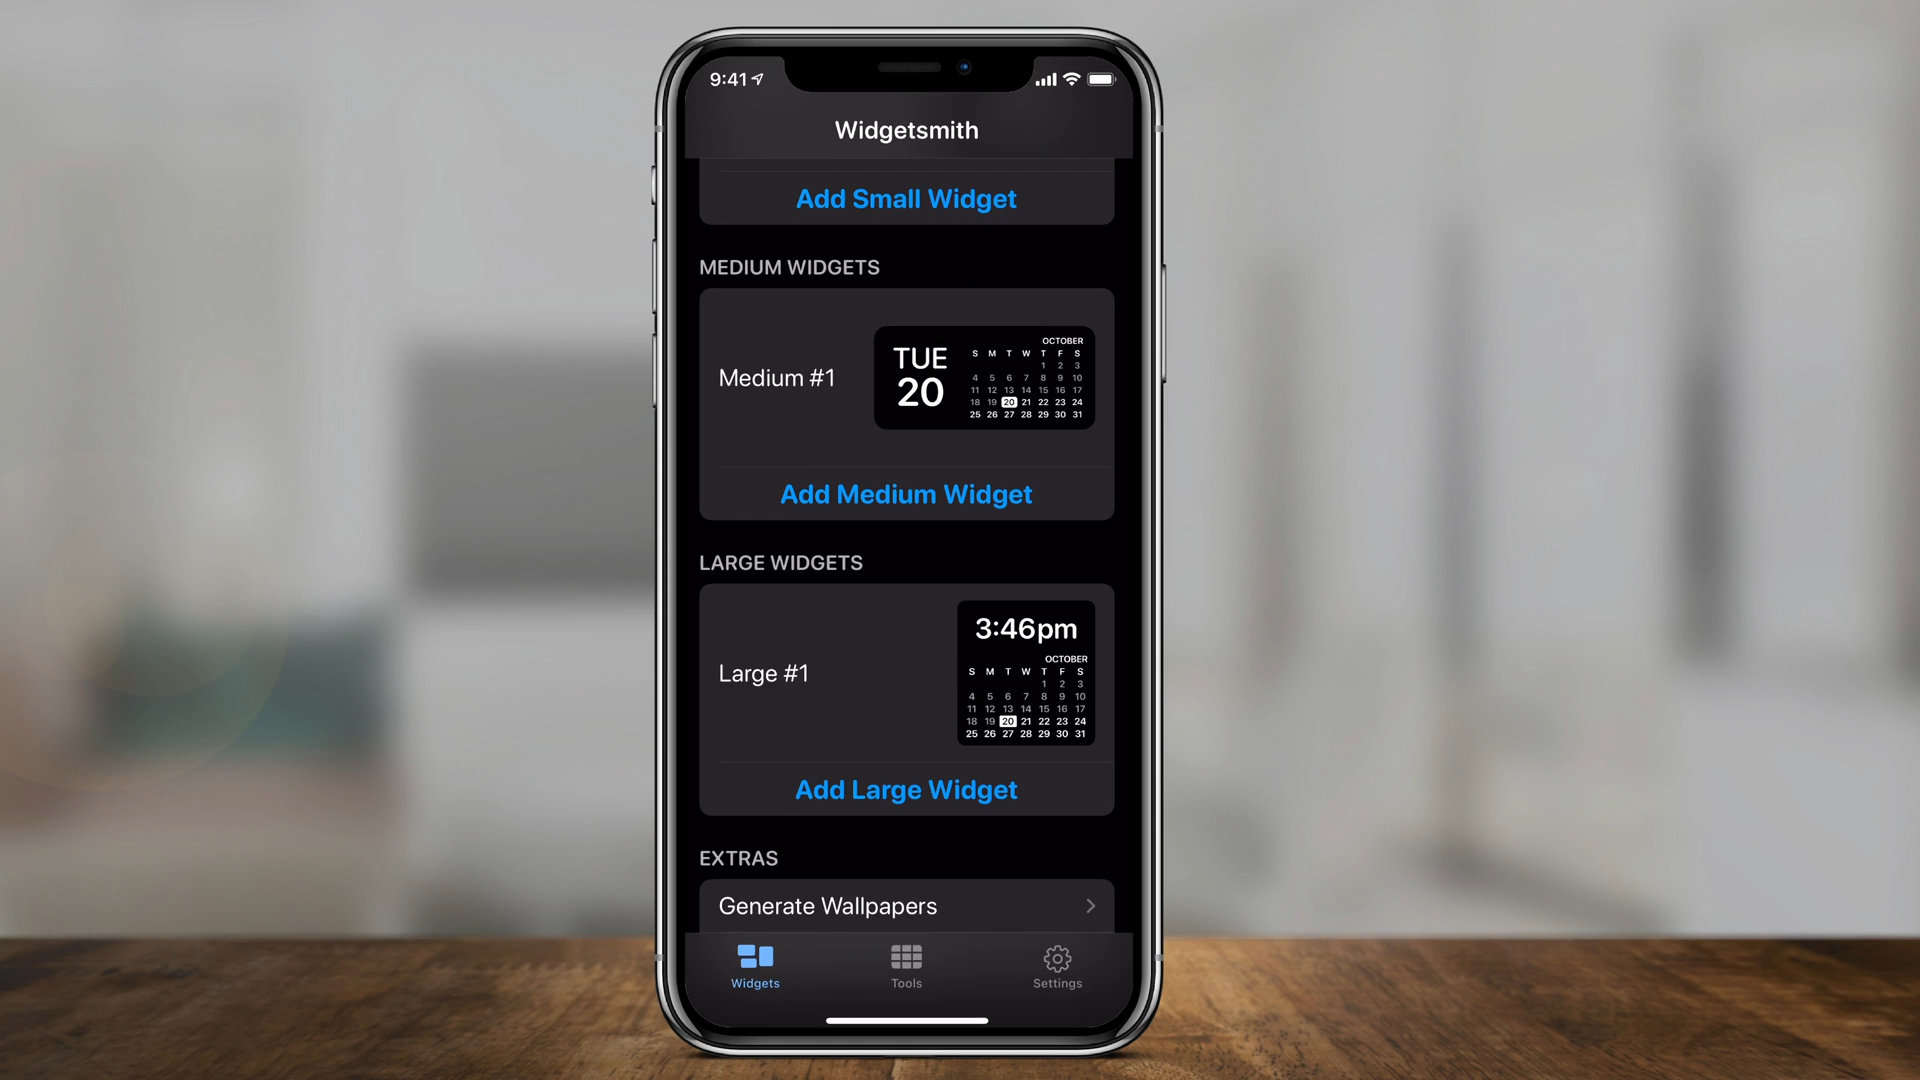 9:41
Widgetsmith
Add Small Widget
MEDIUM WIDGETS
Medium #1
TUE
20
OCTOBER
S M T W T F S
1 2 3
4 5 6 7 8 9 10
11 12 13 14 15 16 17
18 19 20 21 22 23 24
25 26 27 28 29 30 31
Add Medium Widget
LARGE WIDGETS
Large #1
3:46pm
OCTOBER
S M T W T F S
1 2 3
4 5 6 7 8 9 10
11 12 13 14 15 16 17
18 19 20 21 22 23 24
25 26 27 28 29 30 31
Add Large Widget
EXTRAS
Generate Wallpapers
Widgets
Tools
Settings